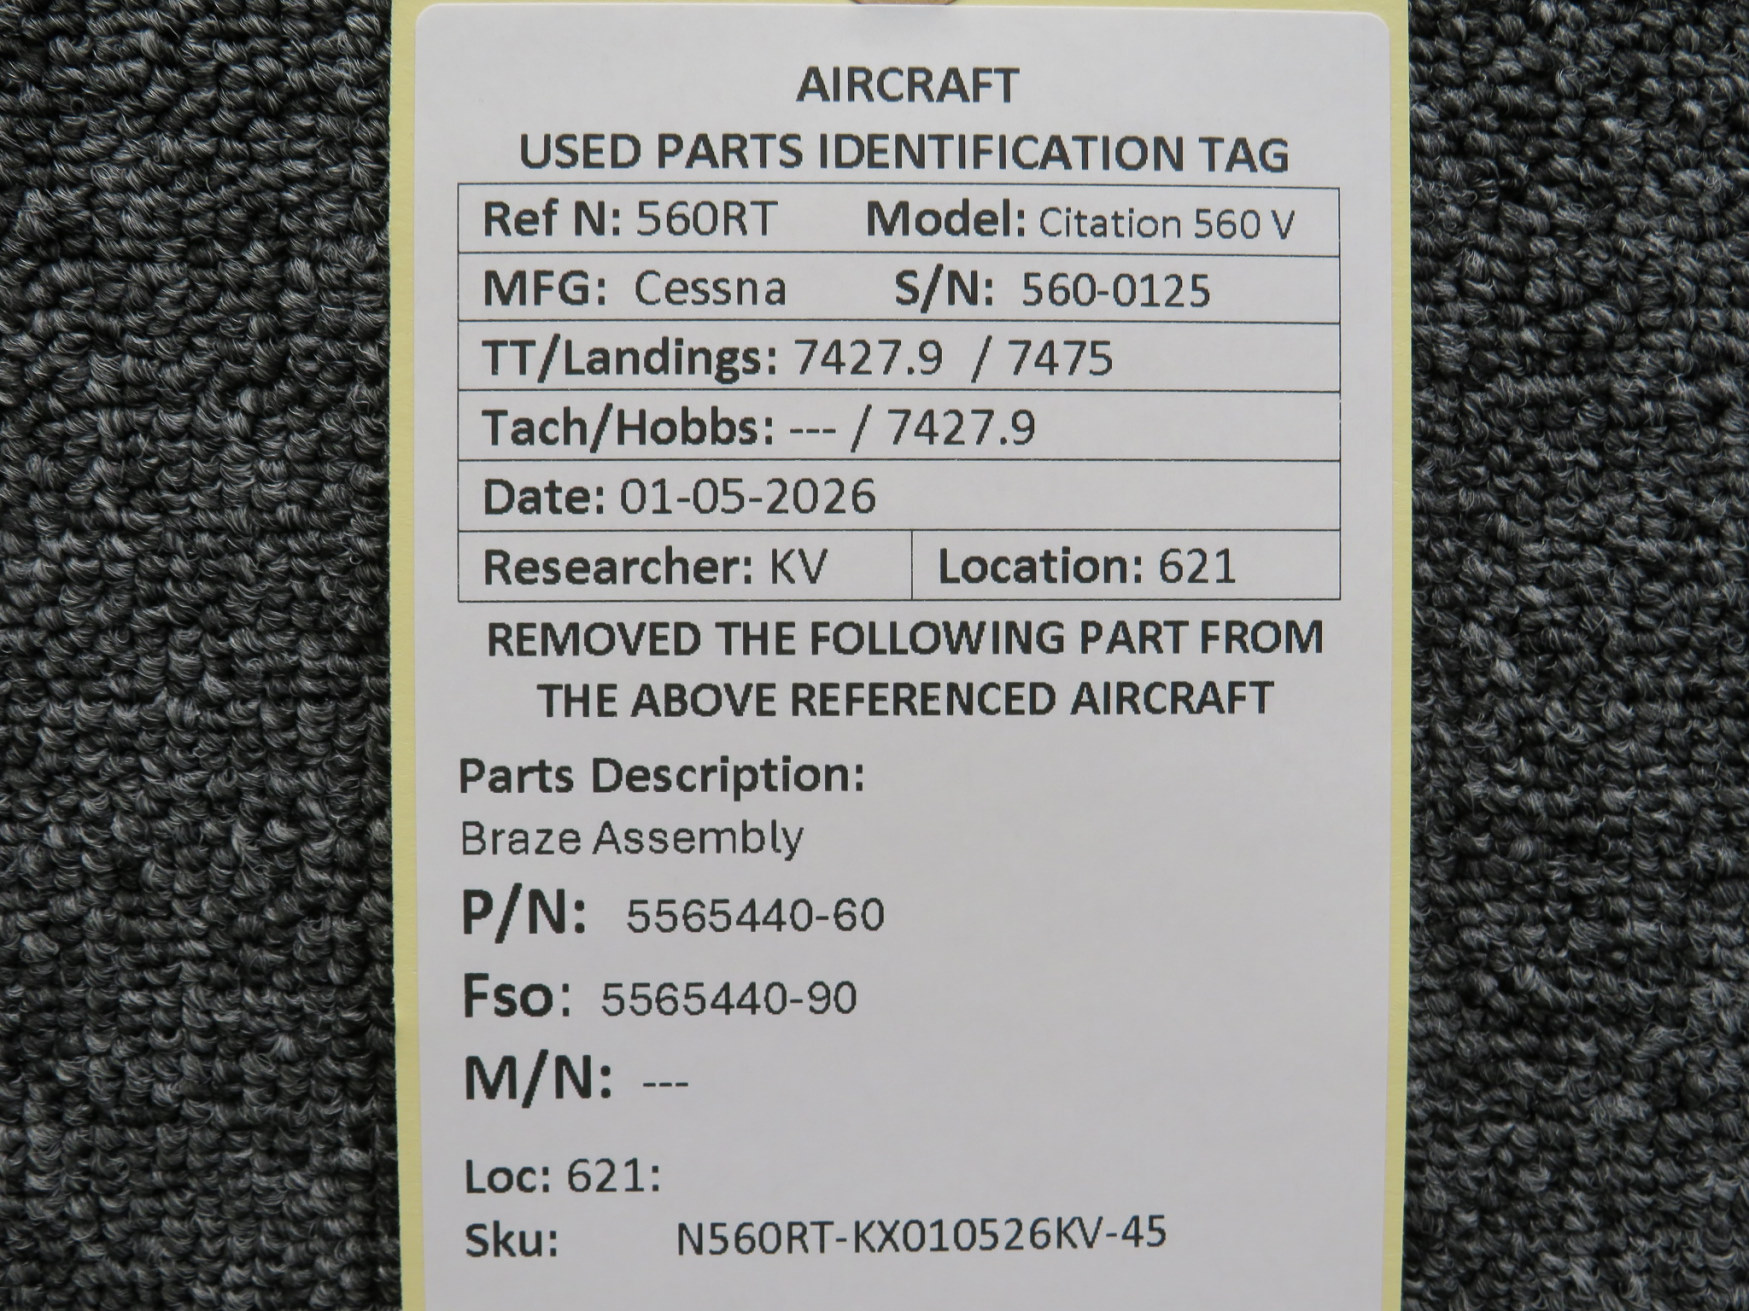 AIRCRAFT
USED PARTS IDENTIFICATION TAG
Ref N: 560RT Model: Citation 560 V
MFG: Cessna S/N: 560-0125
TT/Landings: 7427.9 / 7475
Tach/Hobbs: --- / 7427.9
Date: 01-05-2026
Researcher: KV Location: 621
REMOVED THE FOLLOWING PART FROM
THE ABOVE REFERENCED AIRCRAFT
Parts Description:
Braze Assembly
P/N: 5565440-60
Fso: 5565440-90
M/N: ---
Loc: 621:
Sku: N560RT-KX010526KV-45